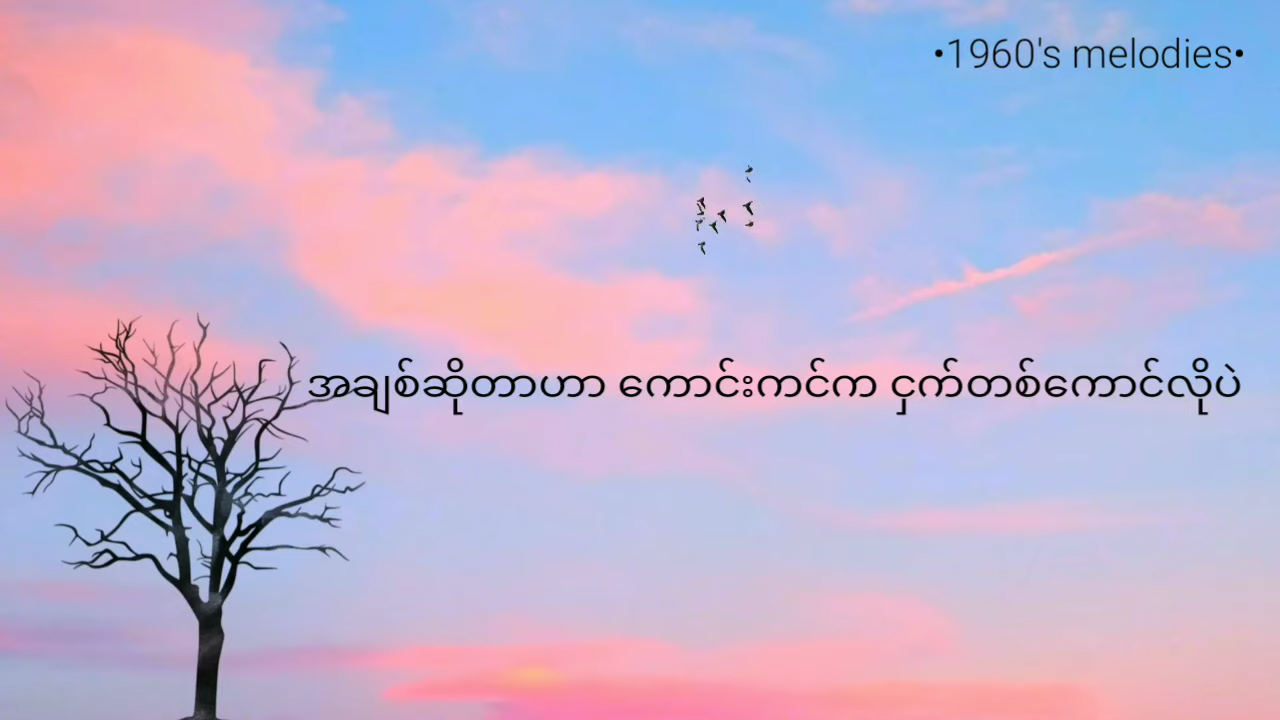 •1960's melodies•
အချစ်ဆိုတာဟာ ကောင်းကင်က ငှက်တစ်ကောင်လိုပဲ